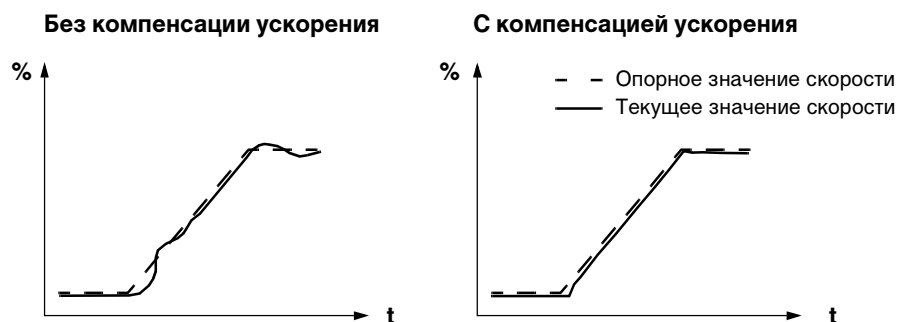 Без компенсации ускорения
С компенсацией ускорения
%
%
Опорное значение скорости
Текущее значение скорости
t
t